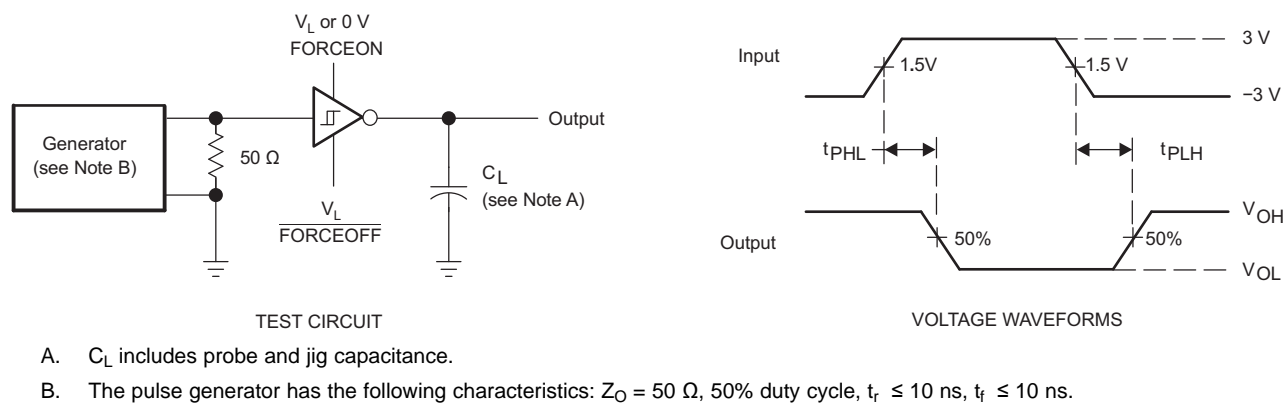 V_L or 0 V
FORCEON
Generator
(see Note B)
50 Ω
Output
C_L
(see Note A)
V_L
FORCEOFF
TEST CIRCUIT
Input
1.5V
1.5 V
3 V
−3 V
t_PHL
t_PLH
Output
50%
50%
V_OH
V_OL
VOLTAGE WAVEFORMS
A. C_L includes probe and jig capacitance.
B. The pulse generator has the following characteristics: Z_O = 50 Ω, 50% duty cycle, t_r ≤ 10 ns, t_f ≤ 10 ns.